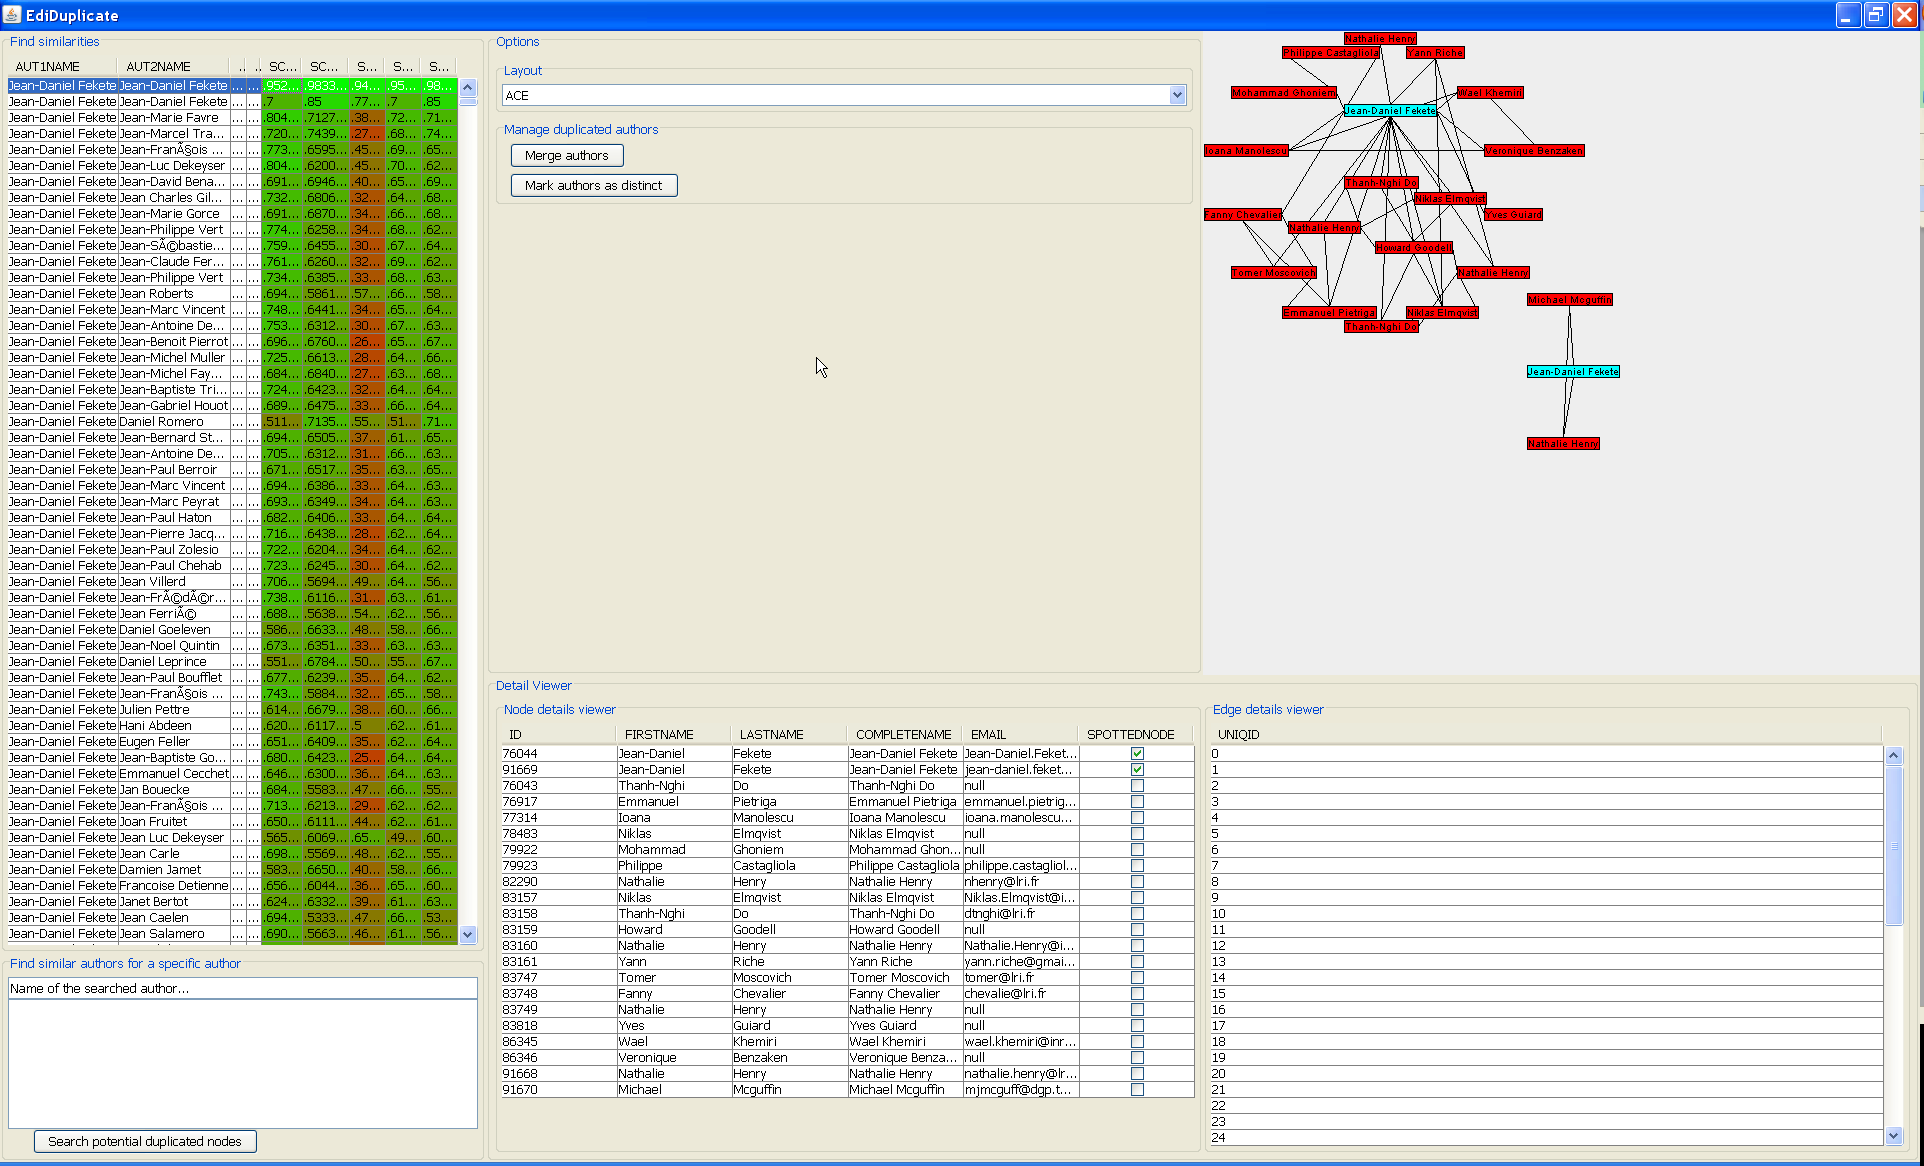 EdiDuplicate
Find similarities
AUT1NAME AUT2NAME .. .. SC... SC... S... S... S...
Jean-Daniel Fekete Jean-Daniel Fekete ... ... .952... .9833... .94... .95... .98...
Jean-Daniel Fekete Jean-Daniel Fekete ... ... .7 .85 .77... .7 .85
Jean-Daniel Fekete Jean-Marie Favre ... ... .804... .7127... .38... .72... .71...
Jean-Daniel Fekete Jean-Marcel Tra... ... ... .720... .7439... .27... .68... .74...
Jean-Daniel Fekete Jean-FranÃ§ois ... ... ... .773... .6595... .45... .69... .65...
Jean-Daniel Fekete Jean-Luc Dekeyser ... ... .804... .6200... .45... .70... .62...
Jean-Daniel Fekete Jean-David Bena... ... ... .691... .6946... .40... .65... .69...
Jean-Daniel Fekete Jean Charles Gil... ... ... .732... .6806... .32... .64... .68...
Jean-Daniel Fekete Jean-Marie Gorce ... ... .691... .6870... .34... .66... .68...
Jean-Daniel Fekete Jean-Philippe Vert ... ... .774... .6258... .34... .68... .62...
Jean-Daniel Fekete Jean-SÃ©bastie... ... ... .759... .6455... .30... .67... .64...
Jean-Daniel Fekete Jean-Claude Fer... ... ... .761... .6260... .32... .69... .62...
Jean-Daniel Fekete Jean-Philippe Vert ... ... .734... .6385... .33... .68... .63...
Jean-Daniel Fekete Jean Roberts ... ... .694... .5861... .57... .66... .58...
Jean-Daniel Fekete Jean-Marc Vincent ... ... .748... .6441... .34... .65... .64...
Jean-Daniel Fekete Jean-Antoine De... ... ... .753... .6312... .30... .67... .63...
Jean-Daniel Fekete Jean-Benoit Pierrot ... ... .696... .6760... .26... .65... .67...
Jean-Daniel Fekete Jean-Michel Muller ... ... .725... .6613... .28... .64... .66...
Jean-Daniel Fekete Jean-Michel Fay... ... ... .684... .6840... .27... .63... .68...
Jean-Daniel Fekete Jean-Baptiste Tri... ... ... .724... .6423... .32... .64... .64...
Jean-Daniel Fekete Jean-Gabriel Houot ... ... .689... .6475... .33... .66... .64...
Jean-Daniel Fekete Daniel Romero ... ... .511... .7135... .55... .51... .71...
Jean-Daniel Fekete Jean-Bernard St... ... ... .694... .6505... .37... .61... .65...
Jean-Daniel Fekete Jean-Antoine De... ... ... .705... .6312... .31... .66... .63...
Jean-Daniel Fekete Jean-Paul Berroir ... ... .671... .6517... .35... .63... .65...
Jean-Daniel Fekete Jean-Marc Vincent ... ... .694... .6386... .33... .64... .63...
Jean-Daniel Fekete Jean-Marc Peyrat ... ... .693... .6349... .34... .64... .63...
Jean-Daniel Fekete Jean-Paul Haton ... ... .682... .6406... .33... .64... .64...
Jean-Daniel Fekete Jean-Pierre Jacq... ... ... .716... .6438... .28... .62... .64...
Jean-Daniel Fekete Jean-Paul Zolesio ... ... .722... .6204... .34... .64... .62...
Jean-Daniel Fekete Jean-Paul Chehab ... ... .723... .6245... .30... .64... .62...
Jean-Daniel Fekete Jean Villerd ... ... .706... .5694... .49... .64... .56...
Jean-Daniel Fekete Jean-FrÃ©dÃ©r... ... ... .738... .6116... .31... .63... .61...
Jean-Daniel Fekete Jean FerriÃ© ... ... .688... .5638... .54... .62... .56...
Jean-Daniel Fekete Daniel Goeleven ... ... .586... .6633... .48... .58... .66...
Jean-Daniel Fekete Jean-Noel Quintin ... ... .673... .6351... .33... .63... .63...
Jean-Daniel Fekete Daniel Leprince ... ... .551... .6784... .50... .55... .67...
Jean-Daniel Fekete Jean-Paul Boufflet ... ... .677... .6239... .35... .64... .62...
Jean-Daniel Fekete Jean-FranÃ§ois ... ... ... .743... .5884... .32... .65... .58...
Jean-Daniel Fekete Julien Pettre ... ... .614... .6679... .38... .60... .66...
Jean-Daniel Fekete Hani Abdeen ... ... .620... .6117... .5 .62... .61...
Jean-Daniel Fekete Eugen Feller ... ... .651... .6409... .35... .62... .64...
Jean-Daniel Fekete Jean-Baptiste Go... ... ... .680... .6423... .25... .64... .64...
Jean-Daniel Fekete Emmanuel Cecchet ... ... .646... .6300... .36... .64... .63...
Jean-Daniel Fekete Jan Bouecke ... ... .684... .5583... .47... .66... .55...
Jean-Daniel Fekete Jean-FranÃ§ois ... ... ... .713... .6213... .29... .62... .62...
Jean-Daniel Fekete Joan Fruitet ... ... .650... .6111... .44... .62... .61...
Jean-Daniel Fekete Jean Luc Dekeyser ... ... .565... .6069... .65... .49... .60...
Jean-Daniel Fekete Jean Carle ... ... .698... .5569... .48... .62... .55...
Jean-Daniel Fekete Damien Jamet ... ... .583... .6650... .40... .58... .66...
Jean-Daniel Fekete Francoise Detienne ... ... .656... .6044... .36... .65... .60...
Jean-Daniel Fekete Janet Bertot ... ... .624... .6332... .39... .61... .63...
Jean-Daniel Fekete Jean Caelen ... ... .694... .5333... .47... .66... .53...
Jean-Daniel Fekete Jean Salamero ... ... .690... .5663... .46... .61... .56...
Find similar authors for a specific author
Name of the searched author...
Search potential duplicated nodes
Options
Layout
ACE
Manage duplicated authors
Merge authors
Mark authors as distinct
Nathalie Henry
Philippe Castagliola Yann Riche
Mohammad Ghoniem Wael Khemiri
Jean-Daniel Fekete
Ioana Manolescu Veronique Benzaken
Thanh-Nghi Do
Niklas Elmqvist
Fanny Chevalier Yves Guiard
Nathalie Henry
Howard Goodell
Tomer Moscovich Nathalie Henry
Michael Mcguffin
Emmanuel Pietriga Niklas Elmqvist
Thanh-Nghi Do
Jean-Daniel Fekete
Nathalie Henry
Detail Viewer
Node details viewer
ID FIRSTNAME LASTNAME COMPLETENAME EMAIL SPOTTEDNODE
76044 Jean-Daniel Fekete Jean-Daniel Fekete Jean-Daniel.Feket...
91669 Jean-Daniel Fekete Jean-Daniel Fekete jean-daniel.feket...
76043 Thanh-Nghi Do Thanh-Nghi Do null
76917 Emmanuel Pietriga Emmanuel Pietriga emmanuel.pietrig...
77314 Ioana Manolescu Ioana Manolescu ioana.manolescu...
78483 Niklas Elmqvist Niklas Elmqvist null
79922 Mohammad Ghoniem Mohammad Ghon... null
79923 Philippe Castagliola Philippe Castagliola philippe.castagliol...
82290 Nathalie Henry Nathalie Henry nhenry@lri.fr
83157 Niklas Elmqvist Niklas Elmqvist Niklas.Elmqvist@i...
83158 Thanh-Nghi Do Thanh-Nghi Do dtnghi@lri.fr
83159 Howard Goodell Howard Goodell null
83160 Nathalie Henry Nathalie Henry Nathalie.Henry@i...
83161 Yann Riche Yann Riche yann.riche@gmai...
83747 Tomer Moscovich Tomer Moscovich tomer@lri.fr
83748 Fanny Chevalier Fanny Chevalier chevalie@lri.fr
83749 Nathalie Henry Nathalie Henry null
83818 Yves Guiard Yves Guiard null
86345 Wael Khemiri Wael Khemiri wael.khemiri@inr...
86346 Veronique Benzaken Veronique Benza... null
91668 Nathalie Henry Nathalie Henry nathalie.henry@lr...
91670 Michael Mcguffin Michael Mcguffin mjmcguff@dgp.t...
Edge details viewer
UNIQID
0
1
2
3
4
5
6
7
8
9
10
11
12
13
14
15
16
17
18
19
20
21
22
23
24